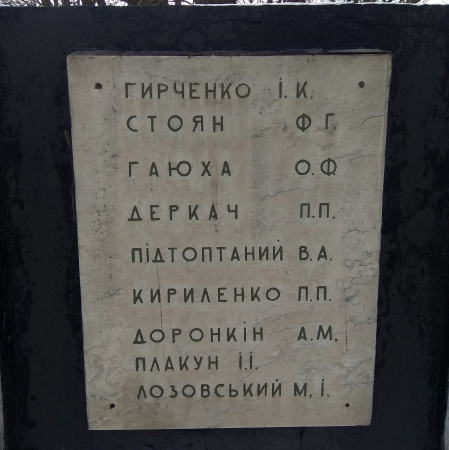 ГИРЧЕНКО І. К.
СТОЯН Ф Г.
ГАЮХА О. Ф
ДЕРКАЧ П. П.
ПІДТОПТАНИЙ В. А.
КИРИЛЕНКО П. П.
ДОРОНКІН А. М.
ПЛАКУН І. І.
ЛОЗОВСЬКИЙ М. І.